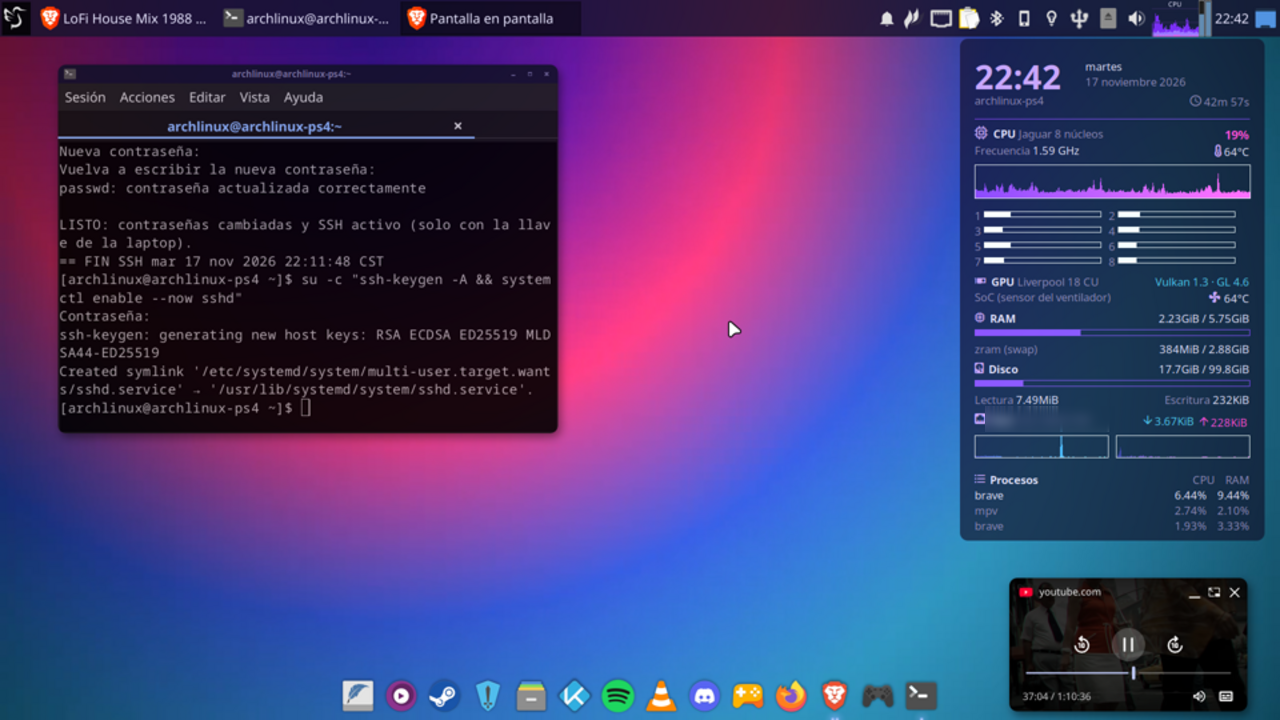 LoFi House Mix 1988 ...
archlinux@archlinux-...
Pantalla en pantalla
CPU
22:42
archlinux@archlinux-ps4:~
Sesión Acciones Editar Vista Ayuda
archlinux@archlinux-ps4:~
Nueva contraseña:
Vuelva a escribir la nueva contraseña:
passwd: contraseña actualizada correctamente
LISTO: contraseñas cambiadas y SSH activo (solo con la llav
e de la laptop).
== FIN SSH mar 17 nov 2026 22:11:48 CST
[archlinux@archlinux-ps4 ~]$ su -c "ssh-keygen -A && system
ctl enable --now sshd"
Contraseña:
ssh-keygen: generating new host keys: RSA ECDSA ED25519 MLD
SA44-ED25519
Created symlink '/etc/systemd/system/multi-user.target.want
s/sshd.service' → '/usr/lib/systemd/system/sshd.service'.
[archlinux@archlinux-ps4 ~]$
22:42 martes
17 noviembre 2026
archlinux-ps4 42m 57s
CPU Jaguar 8 núcleos 19%
Frecuencia 1.59 GHz 64°C
1 2
3 4
5 6
7 8
GPU Liverpool 18 CU Vulkan 1.3 · GL 4.6
SoC (sensor del ventilador) 64°C
RAM 2.23GiB / 5.75GiB
zram (swap) 384MiB / 2.88GiB
Disco 17.7GiB / 99.8GiB
Lectura 7.49MiB Escritura 232KiB
↓3.67KiB ↑228KiB
Procesos CPU RAM
brave 6.44% 9.44%
mpv 2.74% 2.10%
brave 1.93% 3.33%
youtube.com
10 10
37:04 / 1:10:36